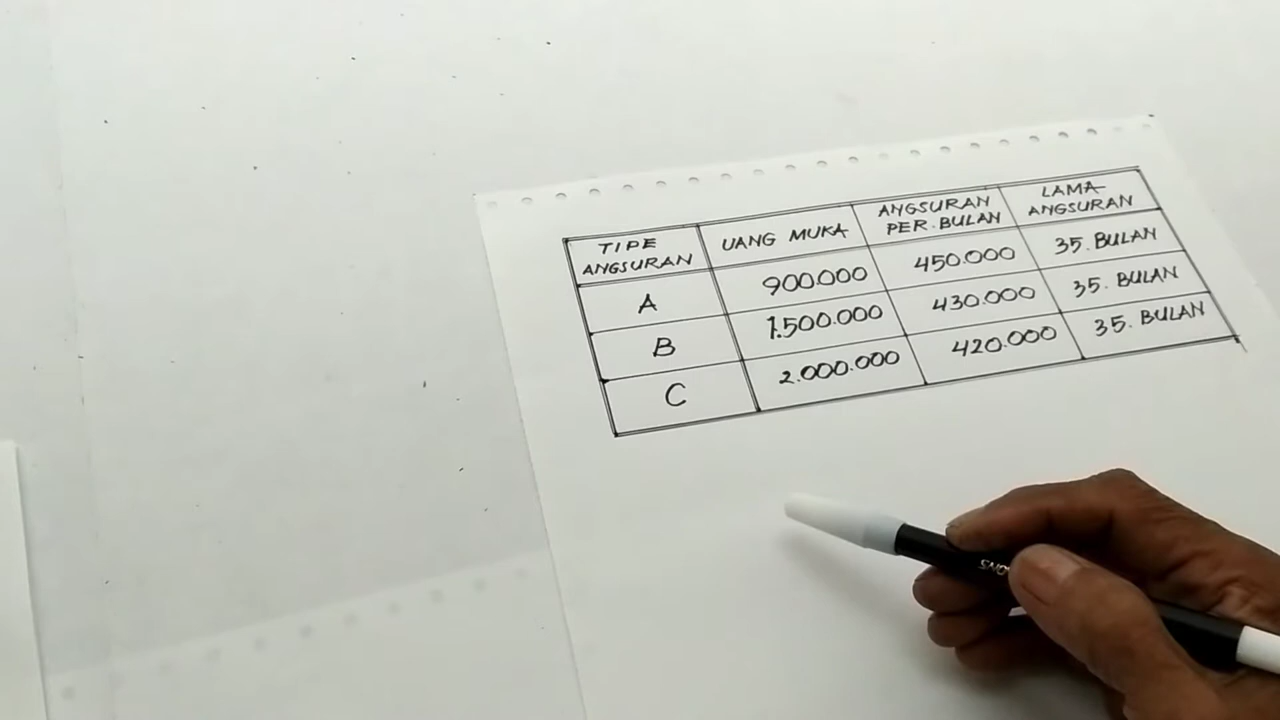 TIPE ANGSURAN UANG MUKA ANGSURAN PER.BULAN LAMA ANGSURAN
A 900.000 450.000 35. BULAN
B 1.500.000 430.000 35. BULAN
C 2.000.000 420.000 35. BULAN